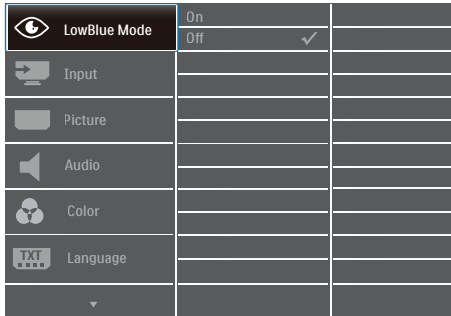 LowBlue Mode
On
Off
Input
Picture
Audio
Color
TXT
Language